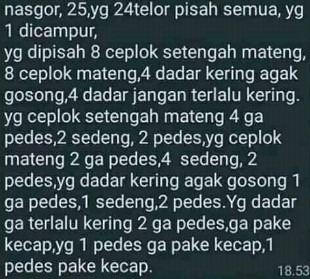 nasgor, 25,yg 24telor pisah semua, yg
1 dicampur,
yg dipisah 8 ceplok setengah mateng,
8 ceplok mateng,4 dadar kering agak
gosong,4 dadar jangan terlalu kering.
yg ceplok setengah mateng 4 ga
pedes,2 sedeng, 2 pedes,yg ceplok
mateng 2 ga pedes,4  sedeng, 2
pedes,yg dadar kering agak gosong 1
ga pedes,1 sedeng,2 pedes.Yg dadar
ga terlalu kering 2 ga pedes,ga pake
kecap,yg 1 pedes ga pake kecap,1
pedes pake kecap.
18.53